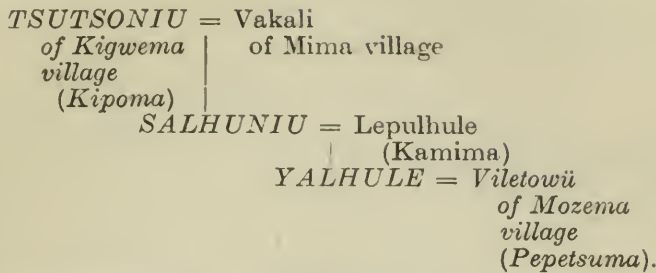 TSUTSONIU = Vakali
of Kigwema of Mima village
village
(Kipoma)
SALHUNIU = Lepulhule
(Kamima)
YALHULE = Viletowü
of Mozema
village
(Pepetsuma).